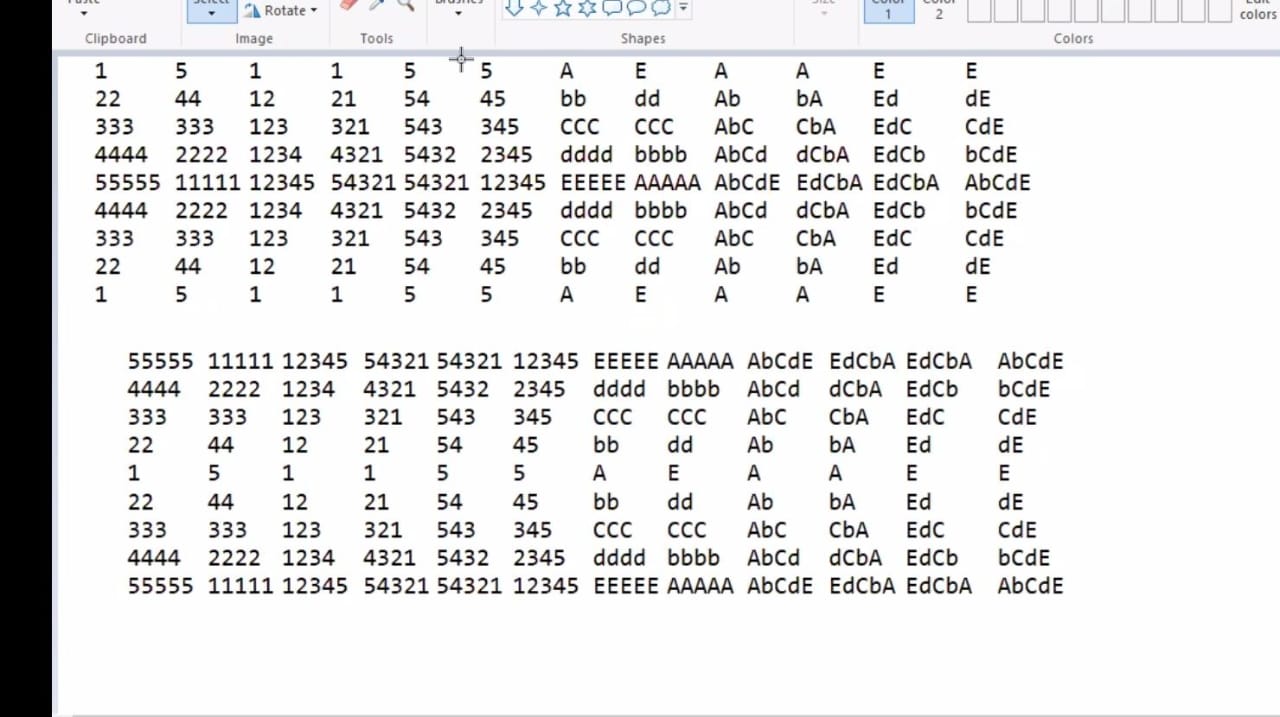 Rotate
Clipboard Image Tools Shapes 1 2 Colors colors
1 5 1 1 5 5 A E A A E E
22 44 12 21 54 45 bb dd Ab bA Ed dE
333 333 123 321 543 345 CCC CCC AbC CbA EdC CdE
4444 2222 1234 4321 5432 2345 dddd bbbb AbCd dCbA EdCb bCdE
55555 11111 12345 54321 54321 12345 EEEEE AAAAA AbCdE EdCbA EdCbA AbCdE
4444 2222 1234 4321 5432 2345 dddd bbbb AbCd dCbA EdCb bCdE
333 333 123 321 543 345 CCC CCC AbC CbA EdC CdE
22 44 12 21 54 45 bb dd Ab bA Ed dE
1 5 1 1 5 5 A E A A E E
55555 11111 12345 54321 54321 12345 EEEEE AAAAA AbCdE EdCbA EdCbA AbCdE
4444 2222 1234 4321 5432 2345 dddd bbbb AbCd dCbA EdCb bCdE
333 333 123 321 543 345 CCC CCC AbC CbA EdC CdE
22 44 12 21 54 45 bb dd Ab bA Ed dE
1 5 1 1 5 5 A E A A E E
22 44 12 21 54 45 bb dd Ab bA Ed dE
333 333 123 321 543 345 CCC CCC AbC CbA EdC CdE
4444 2222 1234 4321 5432 2345 dddd bbbb AbCd dCbA EdCb bCdE
55555 11111 12345 54321 54321 12345 EEEEE AAAAA AbCdE EdCbA EdCbA AbCdE